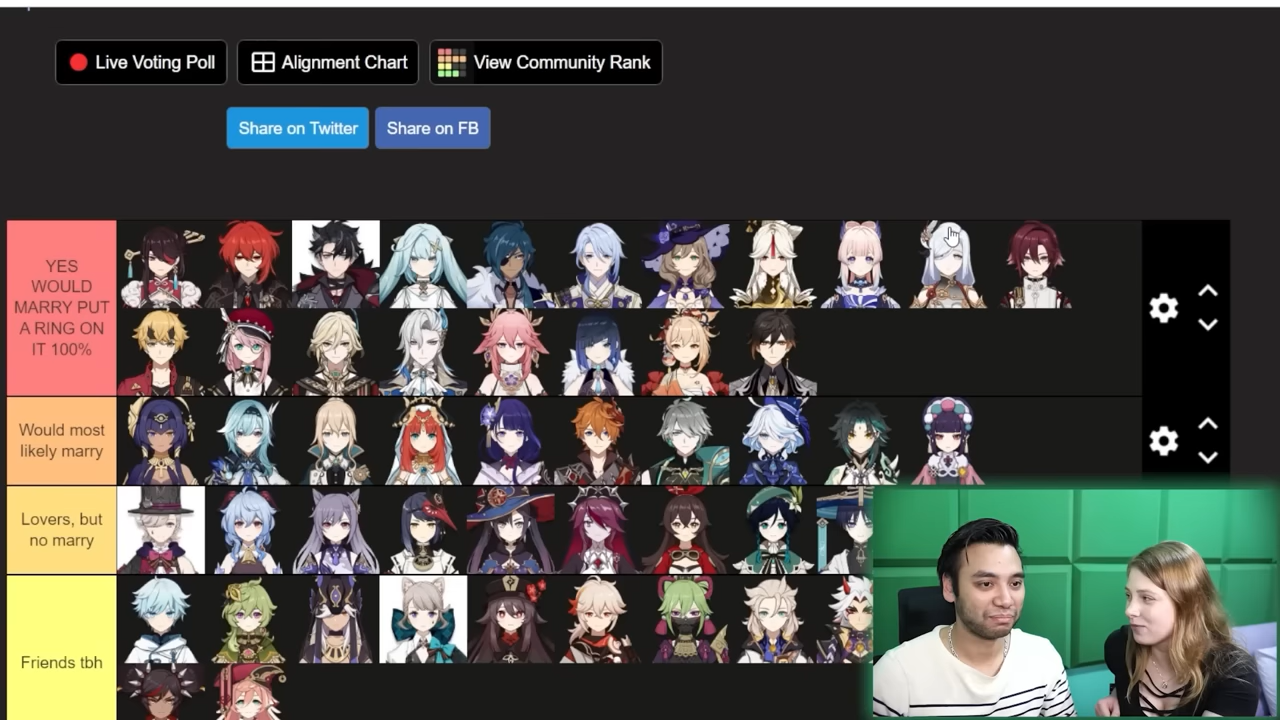 Live Voting Poll
Alignment Chart
View Community Rank
Share on Twitter
Share on FB
YES
WOULD
MARRY PUT
A RING ON
IT 100%
Would most
likely marry
Lovers, but
no marry
Friends tbh